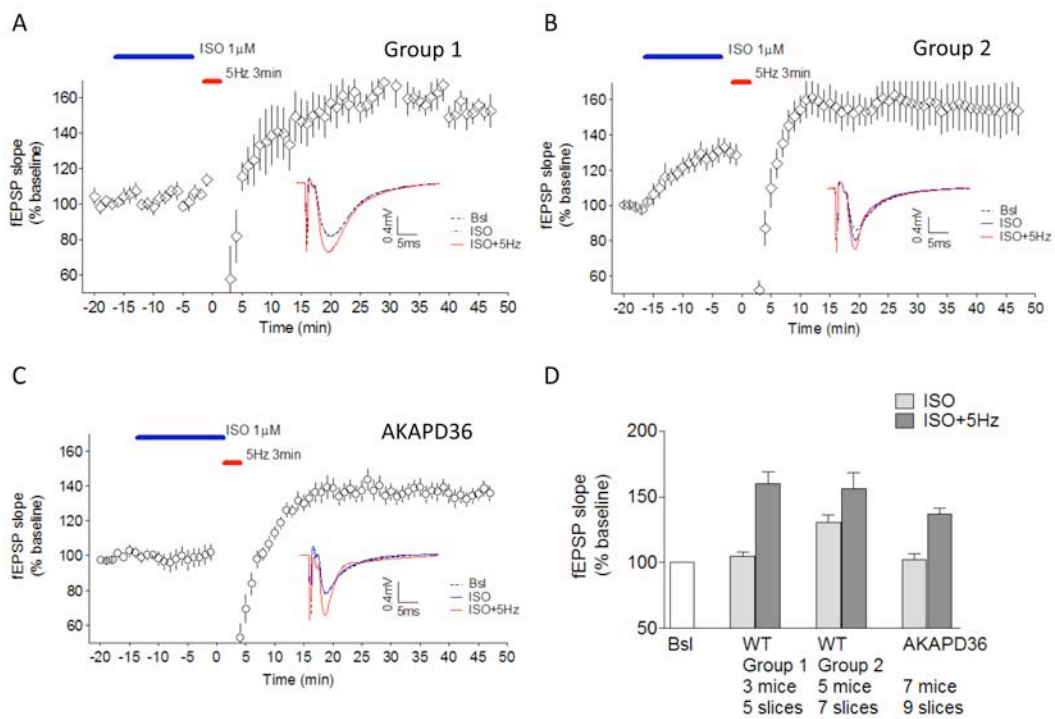 A
ISO 1μM
Group 1
5Hz 3min
fEPSP slope
(% baseline)
160
140
120
100
80
60
0.4mV
5ms
Bsl
ISO
ISO+5Hz
-20 -15 -10 -5 0 5 10 15 20 25 30 35 40 45 50
Time (min)
B
ISO 1μM
Group 2
5Hz 3min
fEPSP slope
(% baseline)
160
140
120
100
80
60
0.4mV
5ms
Bsl
ISO
ISO+5Hz
-20 -15 -10 -5 0 5 10 15 20 25 30 35 40 45 50
Time (min)
C
ISO 1μM
AKAPD36
5Hz 3min
fEPSP slope
(% baseline)
160
140
120
100
80
60
0.4mV
5ms
Bsl
ISO
ISO+5Hz
-20 -15 -10 -5 0 5 10 15 20 25 30 35 40 45 50
Time (min)
D
ISO
ISO+5Hz
fEPSP slope
(% baseline)
200
150
100
50
Bsl WT WT AKAPD36
Group 1 Group 2
3 mice 5 mice 7 mice
5 slices 7 slices 9 slices